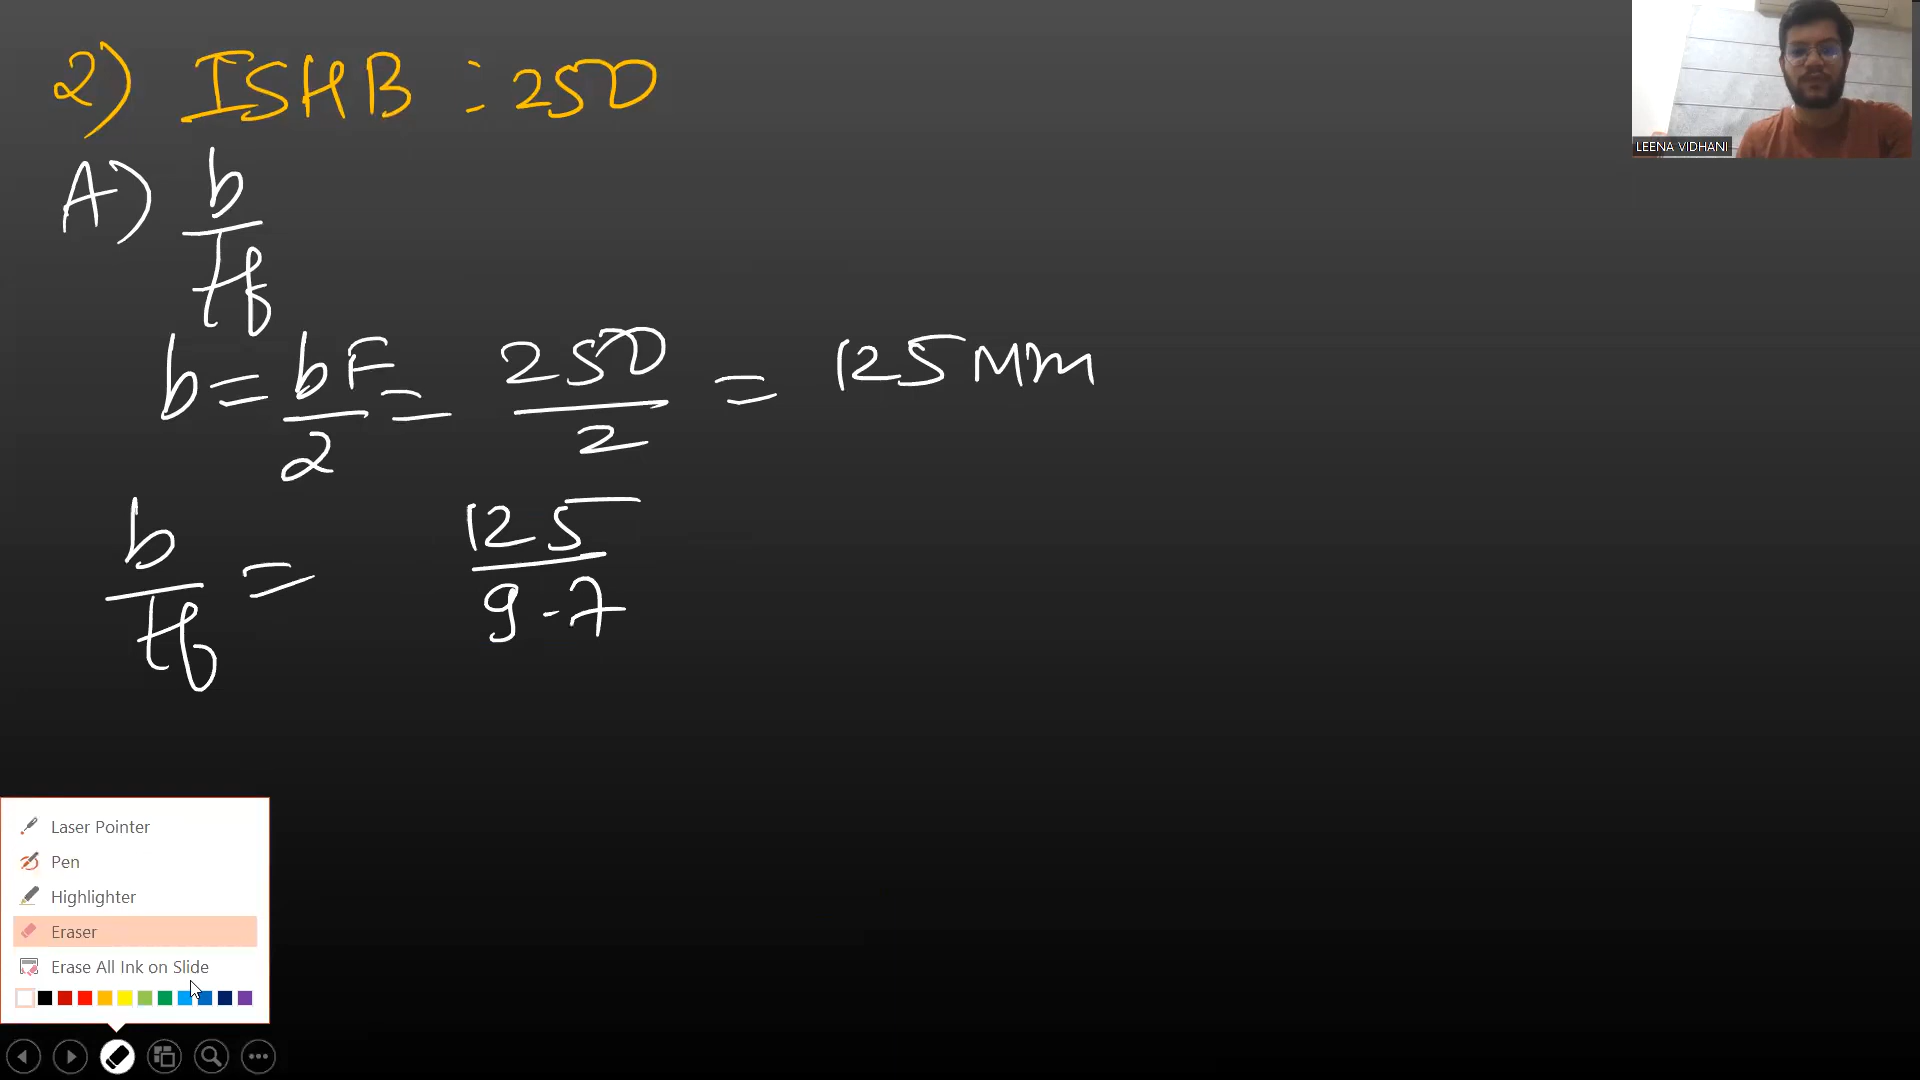 2) ISHB : 250
A) b/tf
b = bF/2 = 250/2 = 125 MM
b/tf = 125/9.7
LEENA VIDHANI
Laser Pointer
Pen
Highlighter
Eraser
Erase All Ink on Slide